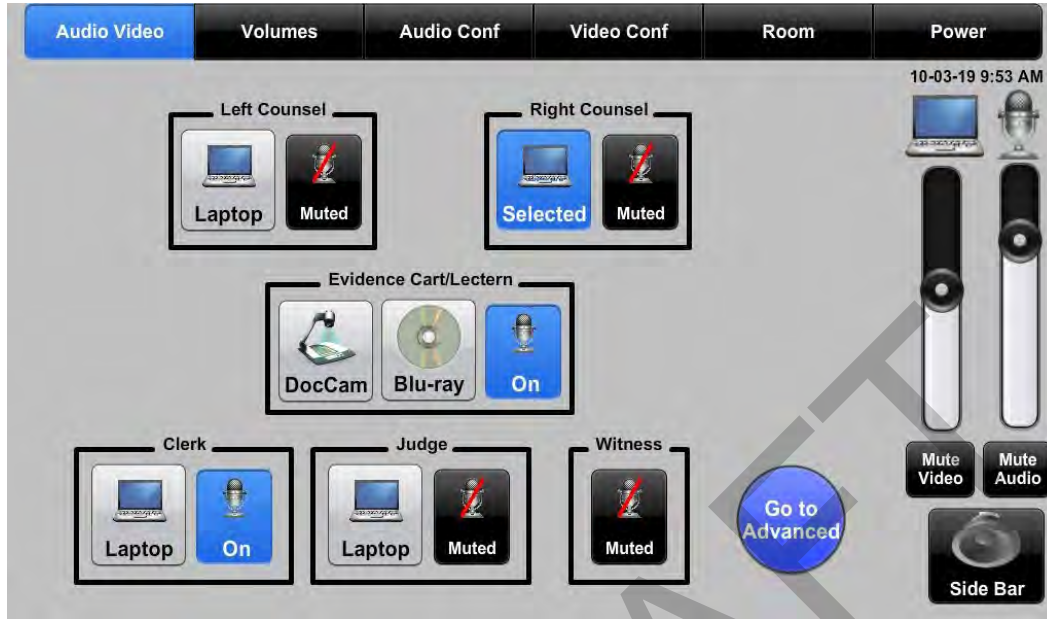 Audio Video
Volumes
Audio Conf
Video Conf
Room
Power
10-03-19 9:53 AM
Left Counsel
Laptop
Muted
Right Counsel
Selected
Muted
Evidence Cart/Lectern
DocCam
Blu-ray
On
Clerk
Laptop
On
Judge
Laptop
Muted
Witness
Muted
Go to
Advanced
Mute
Video
Mute
Audio
Side Bar